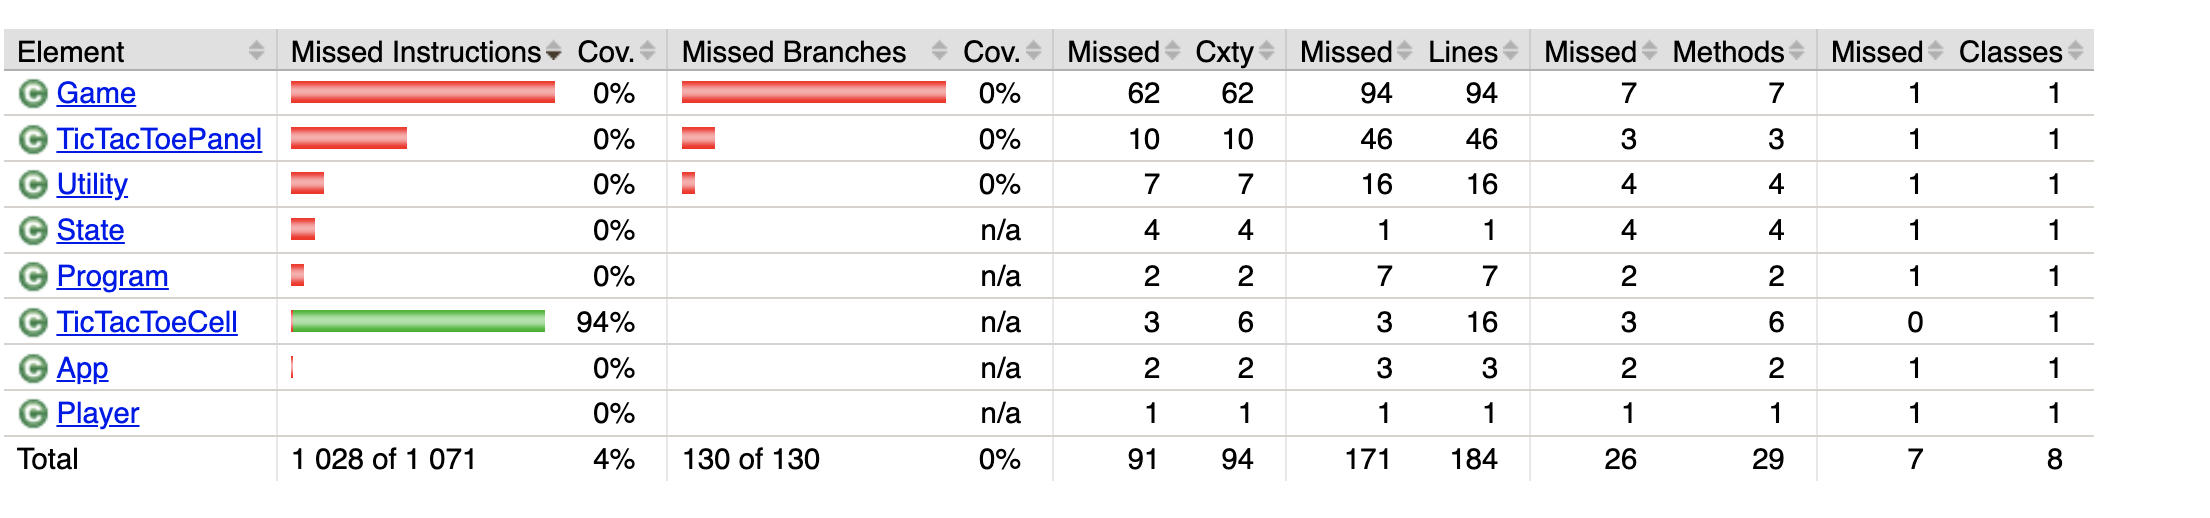 Element Missed Instructions Cov. Missed Branches Cov. Missed Cxty Missed Lines Missed Methods Missed Classes
Game 0% 0% 62 62 94 94 7 7 1 1
TicTacToePanel 0% 0% 10 10 46 46 3 3 1 1
Utility 0% 0% 7 7 16 16 4 4 1 1
State 0% n/a 4 4 1 1 4 4 1 1
Program 0% n/a 2 2 7 7 2 2 1 1
TicTacToeCell 94% n/a 3 6 3 16 3 6 0 1
App 0% n/a 2 2 3 3 2 2 1 1
Player 0% n/a 1 1 1 1 1 1 1 1
Total 1 028 of 1 071 4% 130 of 130 0% 91 94 171 184 26 29 7 8